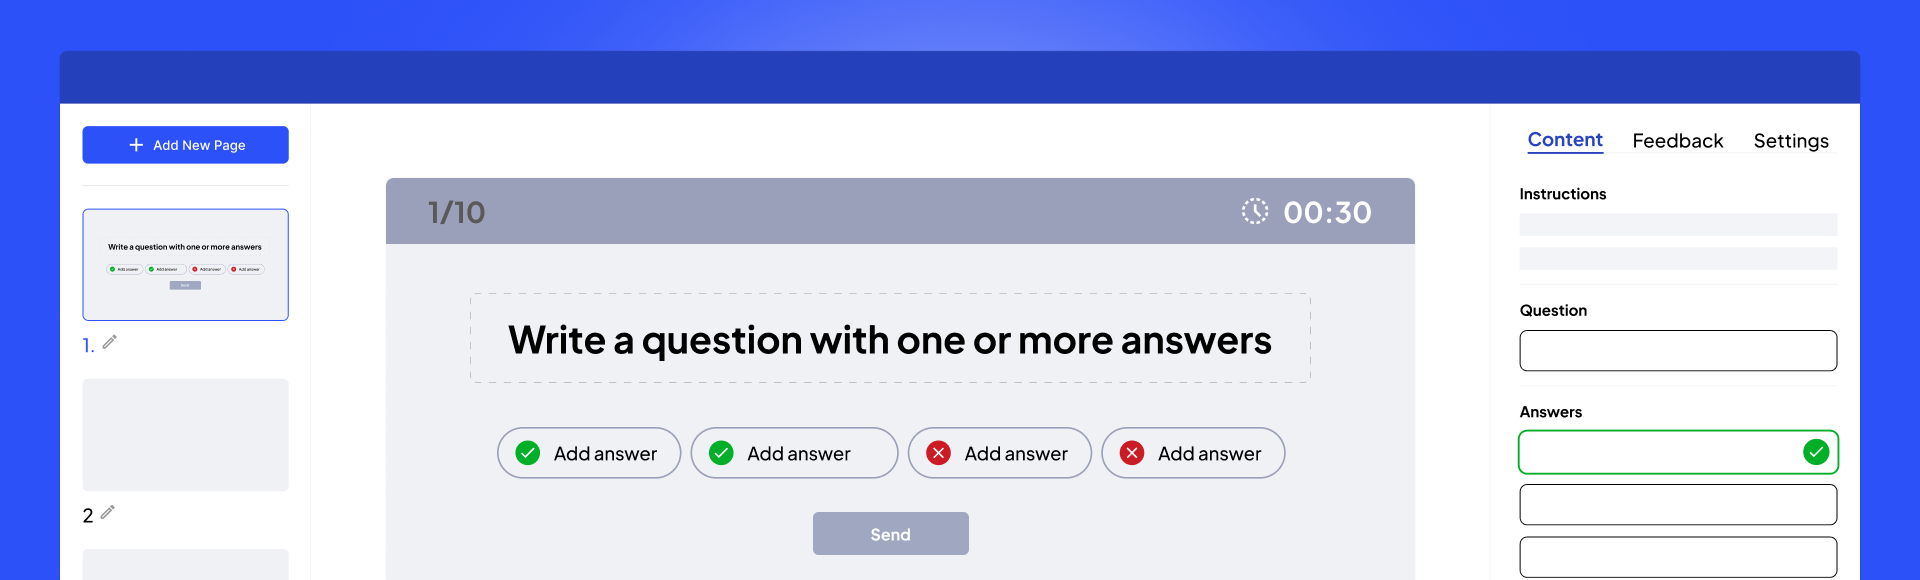 Add New Page
Write a question with one or more answers
Add answer Add answer Add answer Add answer
Send
1.
2
1/10 00:30
Write a question with one or more answers
Add answer Add answer Add answer Add answer
Send
Content Feedback Settings
Instructions
Question
Answers